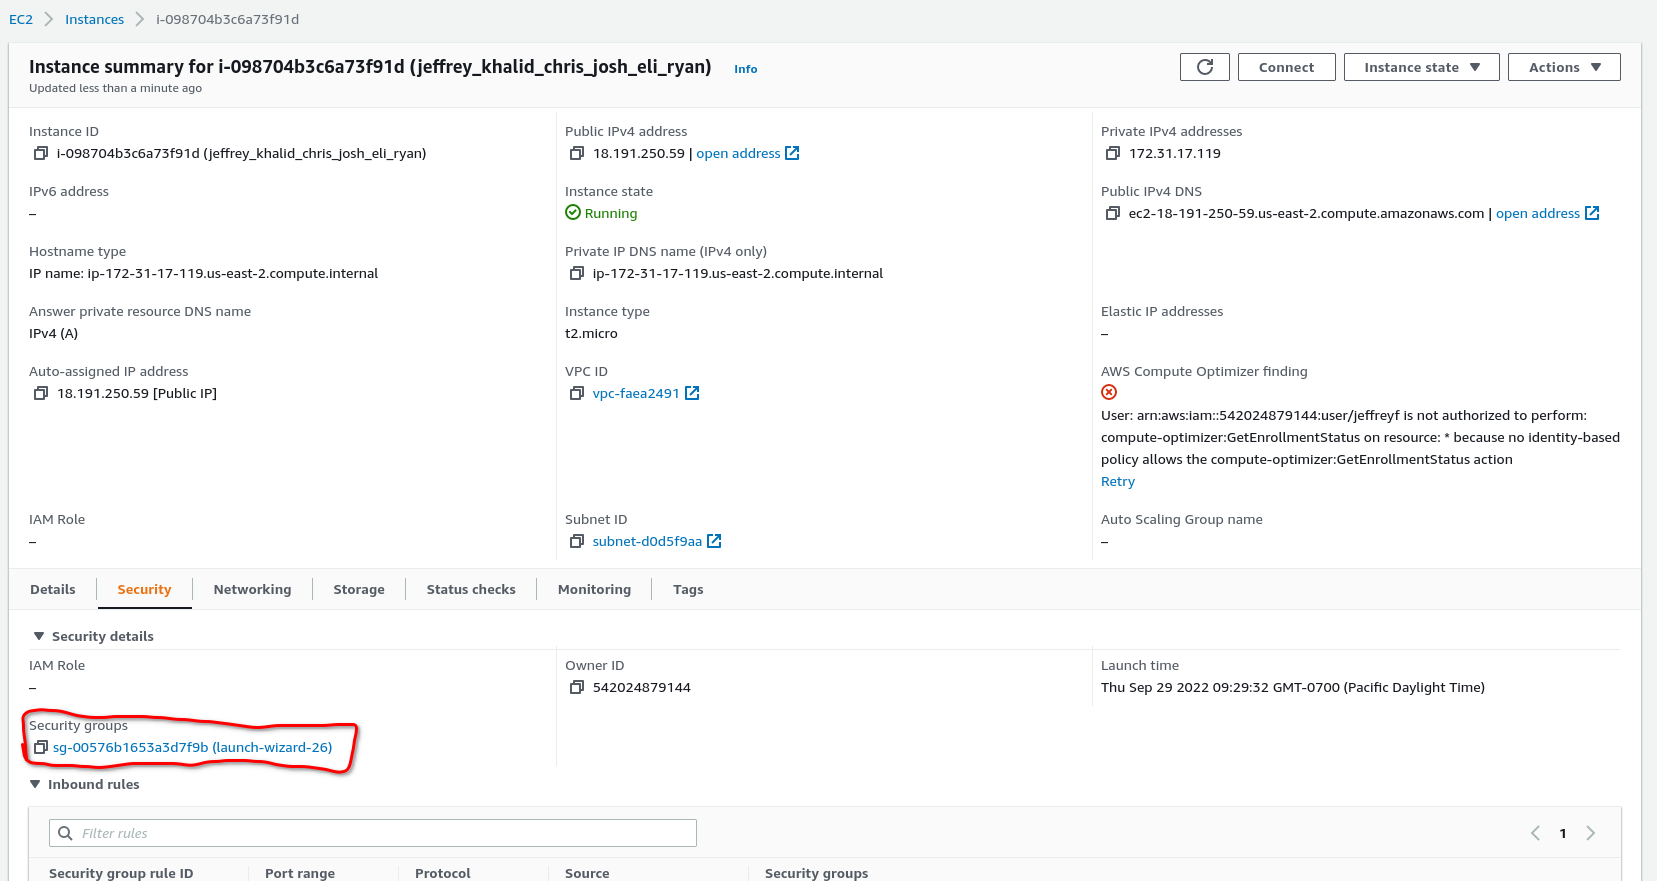 EC2 > Instances > i-098704b3c6a73f91d
Instance summary for i-098704b3c6a73f91d (jeffrey_khalid_chris_josh_eli_ryan) Info
Updated less than a minute ago
Connect
Instance state
Actions
Instance ID
i-098704b3c6a73f91d (jeffrey_khalid_chris_josh_eli_ryan)
Public IPv4 address
18.191.250.59 | open address
Private IPv4 addresses
172.31.17.119
IPv6 address
–
Instance state
Running
Public IPv4 DNS
ec2-18-191-250-59.us-east-2.compute.amazonaws.com | open address
Hostname type
IP name: ip-172-31-17-119.us-east-2.compute.internal
Private IP DNS name (IPv4 only)
ip-172-31-17-119.us-east-2.compute.internal
Answer private resource DNS name
IPv4 (A)
Instance type
t2.micro
Elastic IP addresses
–
Auto-assigned IP address
18.191.250.59 [Public IP]
VPC ID
vpc-faea2491
AWS Compute Optimizer finding
User: arn:aws:iam::542024879144:user/jeffreyf is not authorized to perform:
compute-optimizer:GetEnrollmentStatus on resource: * because no identity-based
policy allows the compute-optimizer:GetEnrollmentStatus action
Retry
IAM Role
–
Subnet ID
subnet-d0d5f9aa
Auto Scaling Group name
–
Details
Security
Networking
Storage
Status checks
Monitoring
Tags
Security details
IAM Role
–
Owner ID
542024879144
Launch time
Thu Sep 29 2022 09:29:32 GMT-0700 (Pacific Daylight Time)
Security groups
sg-00576b1653a3d7f9b (launch-wizard-26)
Inbound rules
Filter rules
1
Security group rule ID
Port range
Protocol
Source
Security groups